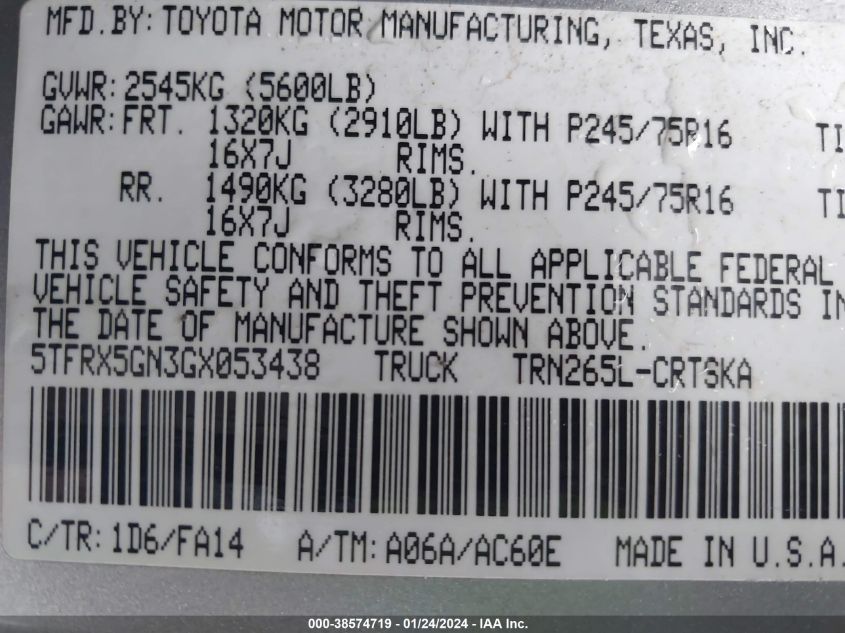 MFD.BY: TOYOTA MOTOR MANUFACTURING, TEXAS, INC.
GVWR: 2545KG (5600LB)
GAWR: FRT. 1320KG (2910LB) WITH P245/75R16 TI
16X7J RIMS.
RR. 1490KG (3280LB) WITH P245/75R16 TI
16X7J RIMS.
THIS VEHICLE CONFORMS TO ALL APPLICABLE FEDERAL
VEHICLE SAFETY AND THEFT PREVENTION STANDARDS IN
THE DATE OF MANUFACTURE SHOWN ABOVE.
5TFRX5GN3GX053438 TRUCK TRN265L-CRTSKA
C/TR: 1D6/FA14 A/TM: A06A/AC60E MADE IN U.S.A.
000-38574719 - 01/24/2024 - IAA Inc.